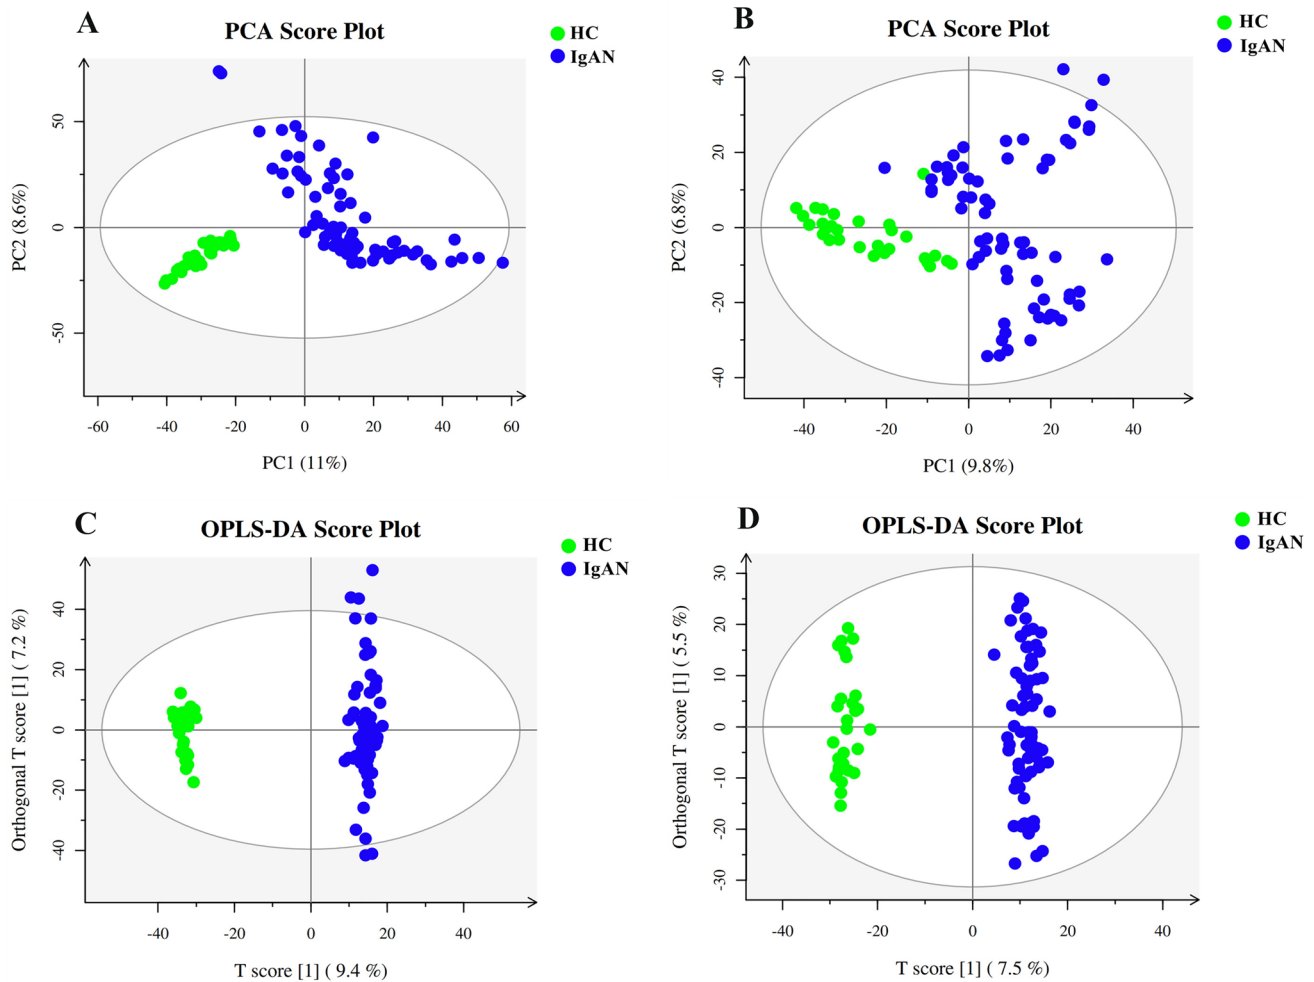 A
PCA Score Plot
HC
IgAN
PC2 (8.6%)
50
0
-50
-60
-40
-20
0
20
40
60
PC1 (11%)
B
PCA Score Plot
HC
IgAN
PC2 (6.8%)
40
20
0
-20
-40
-40
-20
0
20
40
PC1 (9.8%)
C
OPLS-DA Score Plot
HC
IgAN
Orthogonal T score [1] ( 7.2 %)
40
20
0
-20
-40
-40
-20
0
20
40
T score [1] ( 9.4 %)
D
OPLS-DA Score Plot
HC
IgAN
Orthogonal T score [1] ( 5.5 %)
30
20
10
0
-10
-20
-30
-40
-20
0
20
40
T score [1] ( 7.5 %)